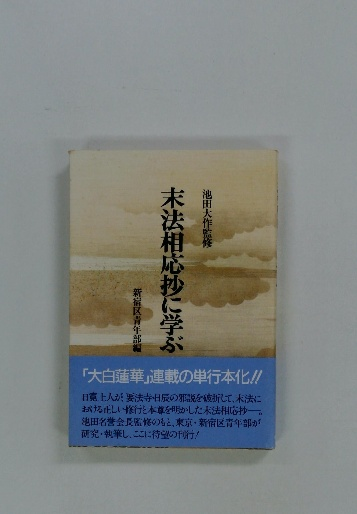 池田大作監修
末法相応抄に学ぶ
新宿区青年部編
「大白蓮華」連載の単行本化!!
日寛上人が、要法寺日辰の邪説を破折して、末法に
おける正しい修行と本尊を明かした末法相応抄──。
池田名誉会長監修のもと、東京・新宿区青年部が
研究・執筆し、ここに待望の刊行!